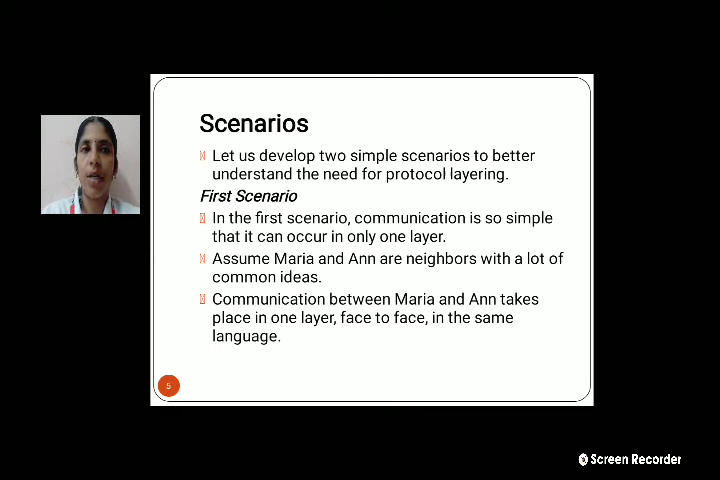 Scenarios
Let us develop two simple scenarios to better
understand the need for protocol layering.
First Scenario
In the first scenario, communication is so simple
that it can occur in only one layer.
Assume Maria and Ann are neighbors with a lot of
common ideas.
Communication between Maria and Ann takes
place in one layer, face to face, in the same
language.
5
Screen Recorder